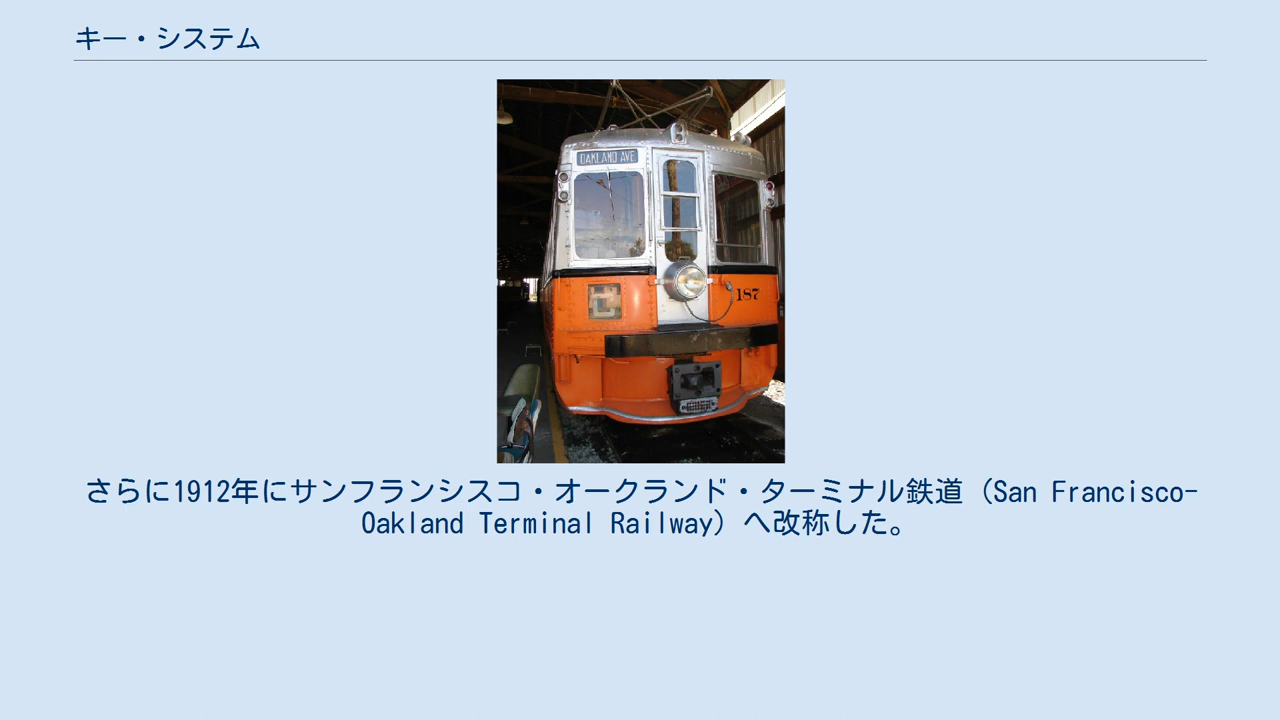 キー・システム
OAKLAND AVE
187
さらに1912年にサンフランシスコ・オークランド・ターミナル鉄道（San Francisco-
Oakland Terminal Railway）へ改称した。